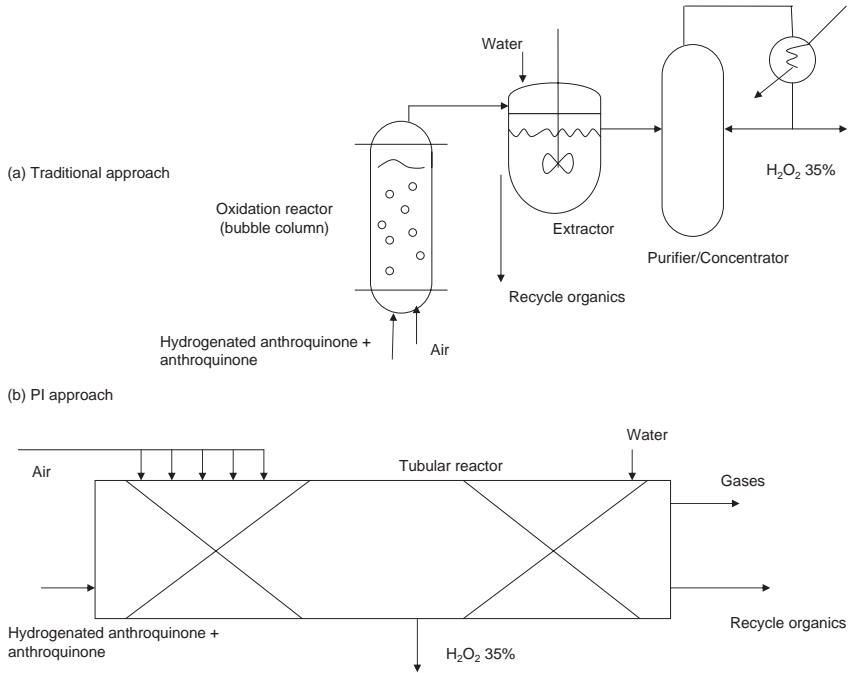 Water
(a) Traditional approach
H₂O₂ 35%
Oxidation reactor
(bubble column)
Extractor
Purifier/Concentrator
Recycle organics
Hydrogenated anthroquinone +
anthroquinone
Air
(b) PI approach
Water
Air
Tubular reactor
Gases
Hydrogenated anthroquinone +
anthroquinone
Recycle organics
H₂O₂ 35%